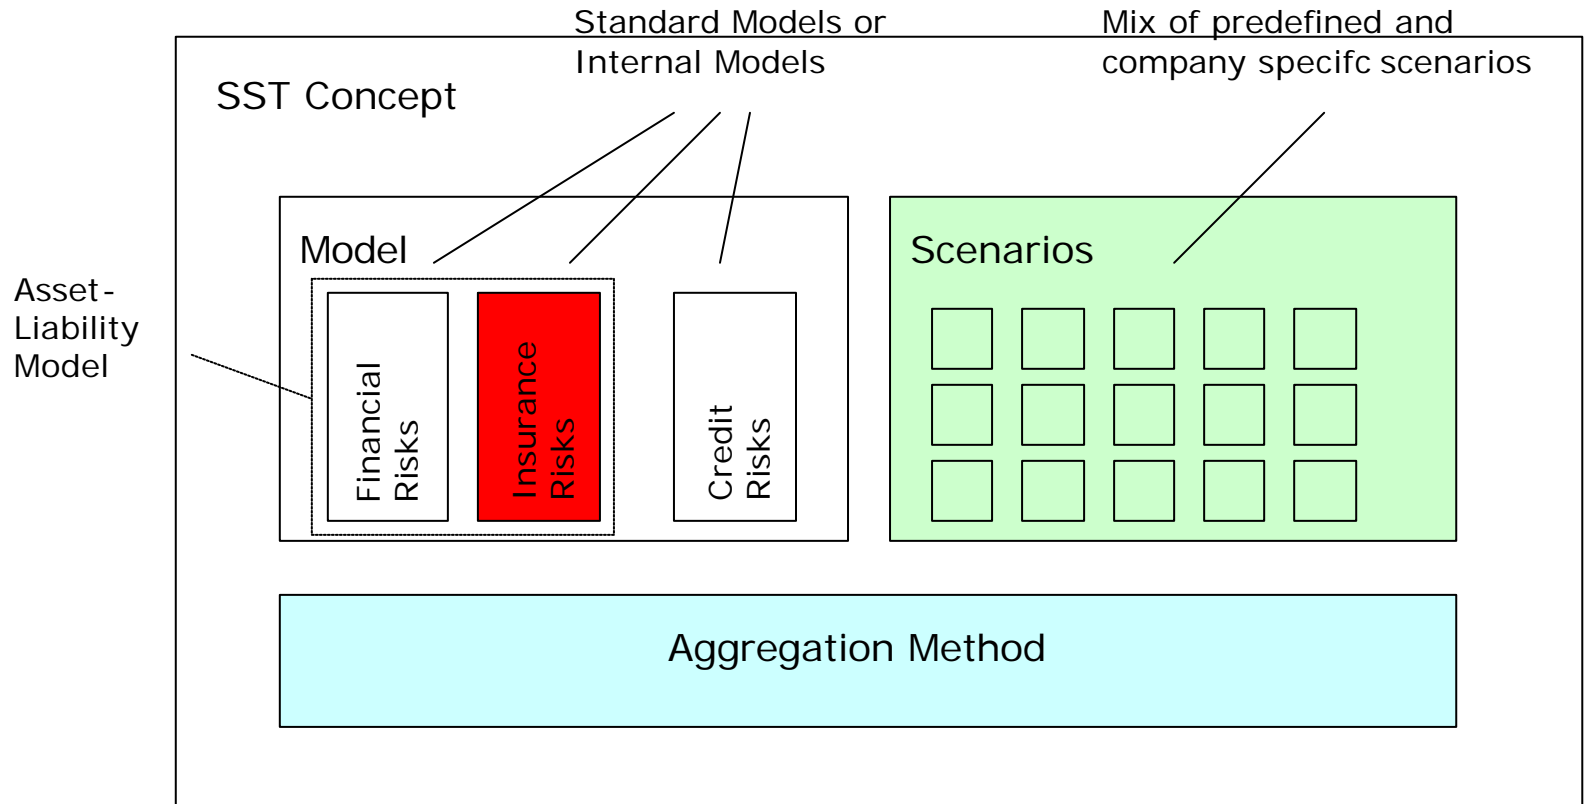 Standard Models or
Internal Models
Mix of predefined and
company specifc scenarios
SST Concept
Model
Scenarios
Asset-
Liability
Model
Financial
Risks
Insurance
Risks
Credit
Risks
Aggregation Method